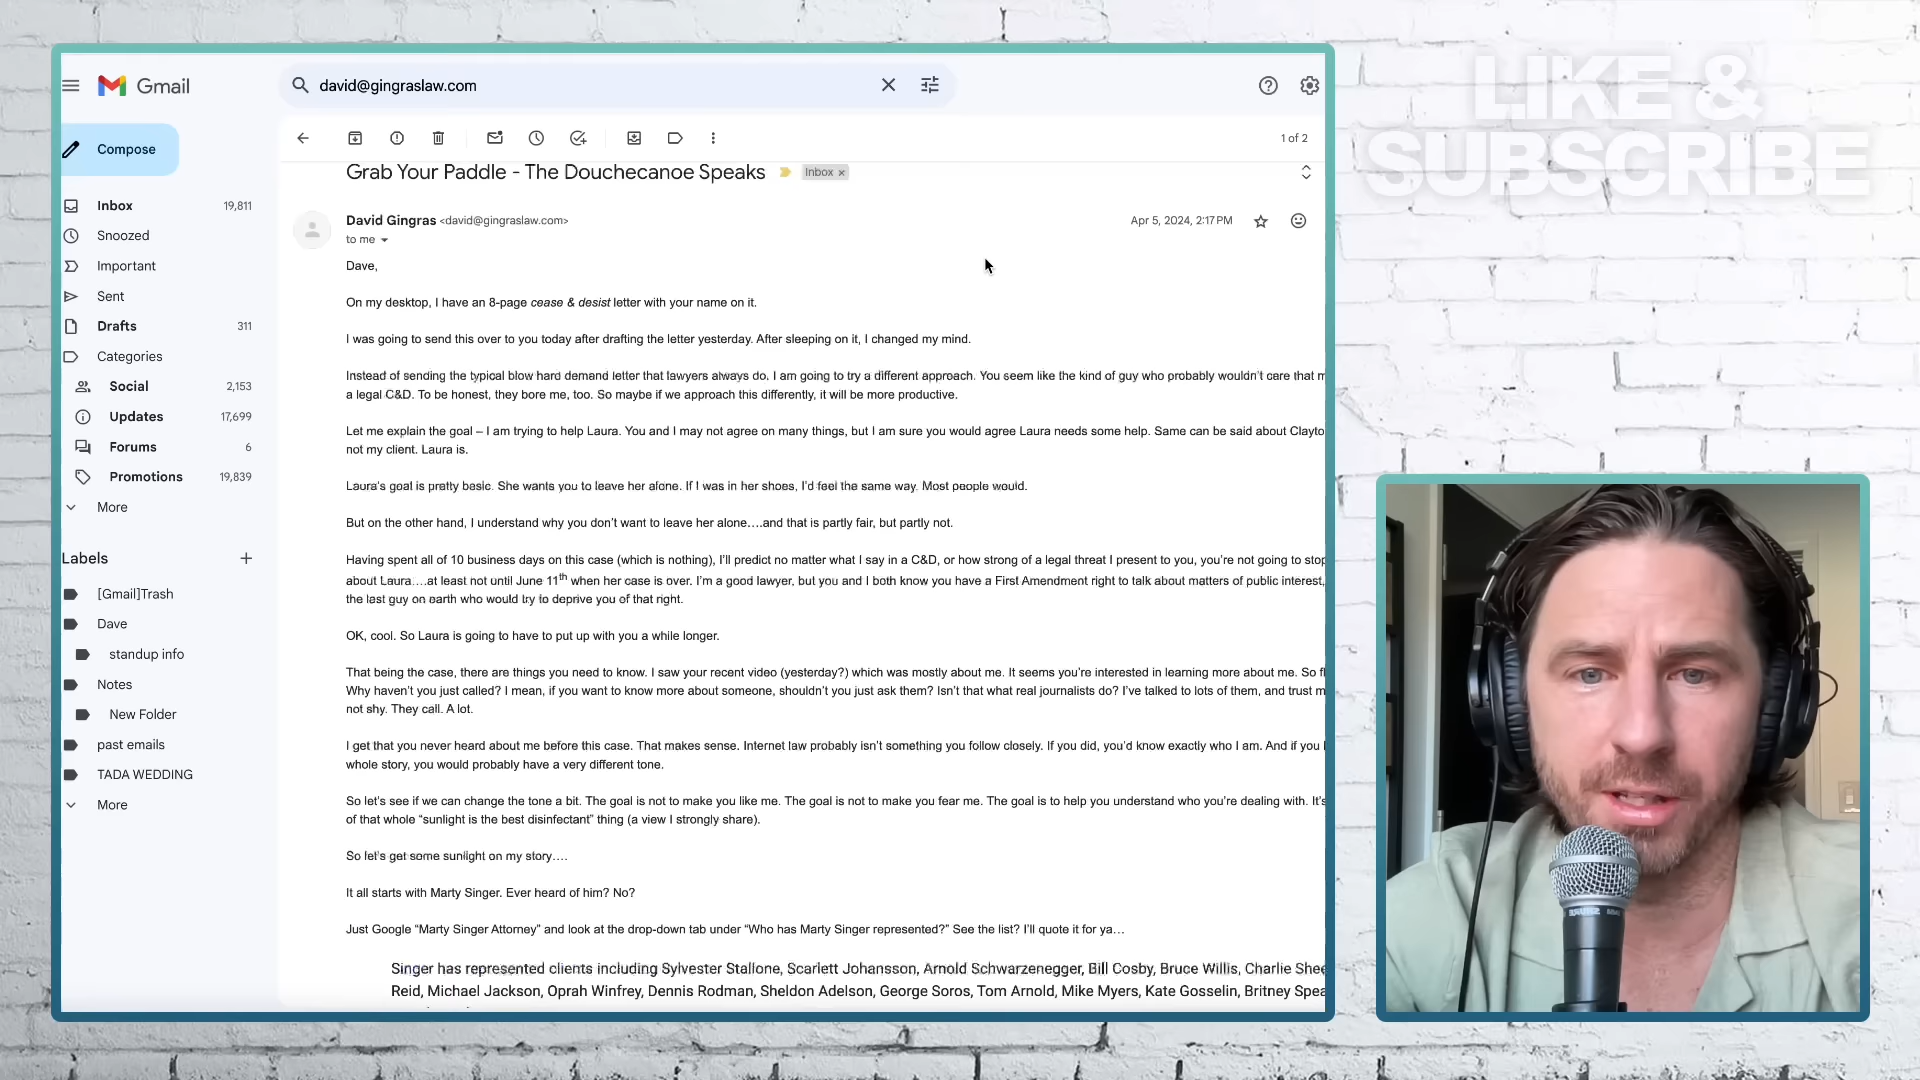 LIKE &
SUBSCRIBE
Gmail
david@gingraslaw.com
Compose
1 of 2
Grab Your Paddle - The Douchecanoe Speaks
Inbox x
Inbox 19,811
Snoozed
Important
Sent
Drafts 311
Categories
Social 2,153
Updates 17,699
Forums 6
Promotions 19,839
More
Labels
[Gmail]Trash
Dave
standup info
Notes
New Folder
past emails
TADA WEDDING
More
David Gingras <david@gingraslaw.com>
Apr 5, 2024, 2:17 PM
to me
Dave,
On my desktop, I have an 8-page cease & desist letter with your name on it.
I was going to send this over to you today after drafting the letter yesterday. After sleeping on it, I changed my mind.
Instead of sending the typical blow hard demand letter that lawyers always do. I am going to try a different approach. You seem like the kind of guy who probably wouldn't care that
a legal C&D. To be honest, they bore me, too. So maybe if we approach this differently, it will be more productive.
Let me explain the goal – I am trying to help Laura. You and I may not agree on many things, but I am sure you would agree Laura needs some help. Same can be said about Clayto
not my client. Laura is.
Laura's goal is pretty basic. She wants you to leave her alone. If I was in her shoes, I'd feel the same way. Most people would.
But on the other hand, I understand why you don't want to leave her alone….and that is partly fair, but partly not.
Having spent all of 10 business days on this case (which is nothing), I'll predict no matter what I say in a C&D, or how strong of a legal threat I present to you, you're not going to stop
about Laura….at least not until June 11th when her case is over. I'm a good lawyer, but you and I both know you have a First Amendment right to talk about matters of public interest,
the last guy on earth who would try to deprive you of that right.
OK, cool. So Laura is going to have to put up with you a while longer.
That being the case, there are things you need to know. I saw your recent video (yesterday?) which was mostly about me. It seems you're interested in learning more about me. So
Why haven't you just called? I mean, if you want to know more about someone, shouldn't you just ask them? Isn't that what real journalists do? I've talked to lots of them, and trust
not shy. They call. A lot.
I get that you never heard about me before this case. That makes sense. Internet law probably isn't something you follow closely. If you did, you'd know exactly who I am. And if you
whole story, you would probably have a very different tone.
So let's see if we can change the tone a bit. The goal is not to make you like me. The goal is not to make you fear me. The goal is to help you understand who you're dealing with. It's
of that whole “sunlight is the best disinfectant” thing (a view I strongly share).
So let's get some sunlight on my story….
It all starts with Marty Singer. Ever heard of him? No?
Just Google “Marty Singer Attorney” and look at the drop-down tab under “Who has Marty Singer represented?” See the list? I'll quote it for ya…
Singer has represented clients including Sylvester Stallone, Scarlett Johansson, Arnold Schwarzenegger, Bill Cosby, Bruce Willis, Charlie Shee
Reid, Michael Jackson, Oprah Winfrey, Dennis Rodman, Sheldon Adelson, George Soros, Tom Arnold, Mike Myers, Kate Gosselin, Britney Spea